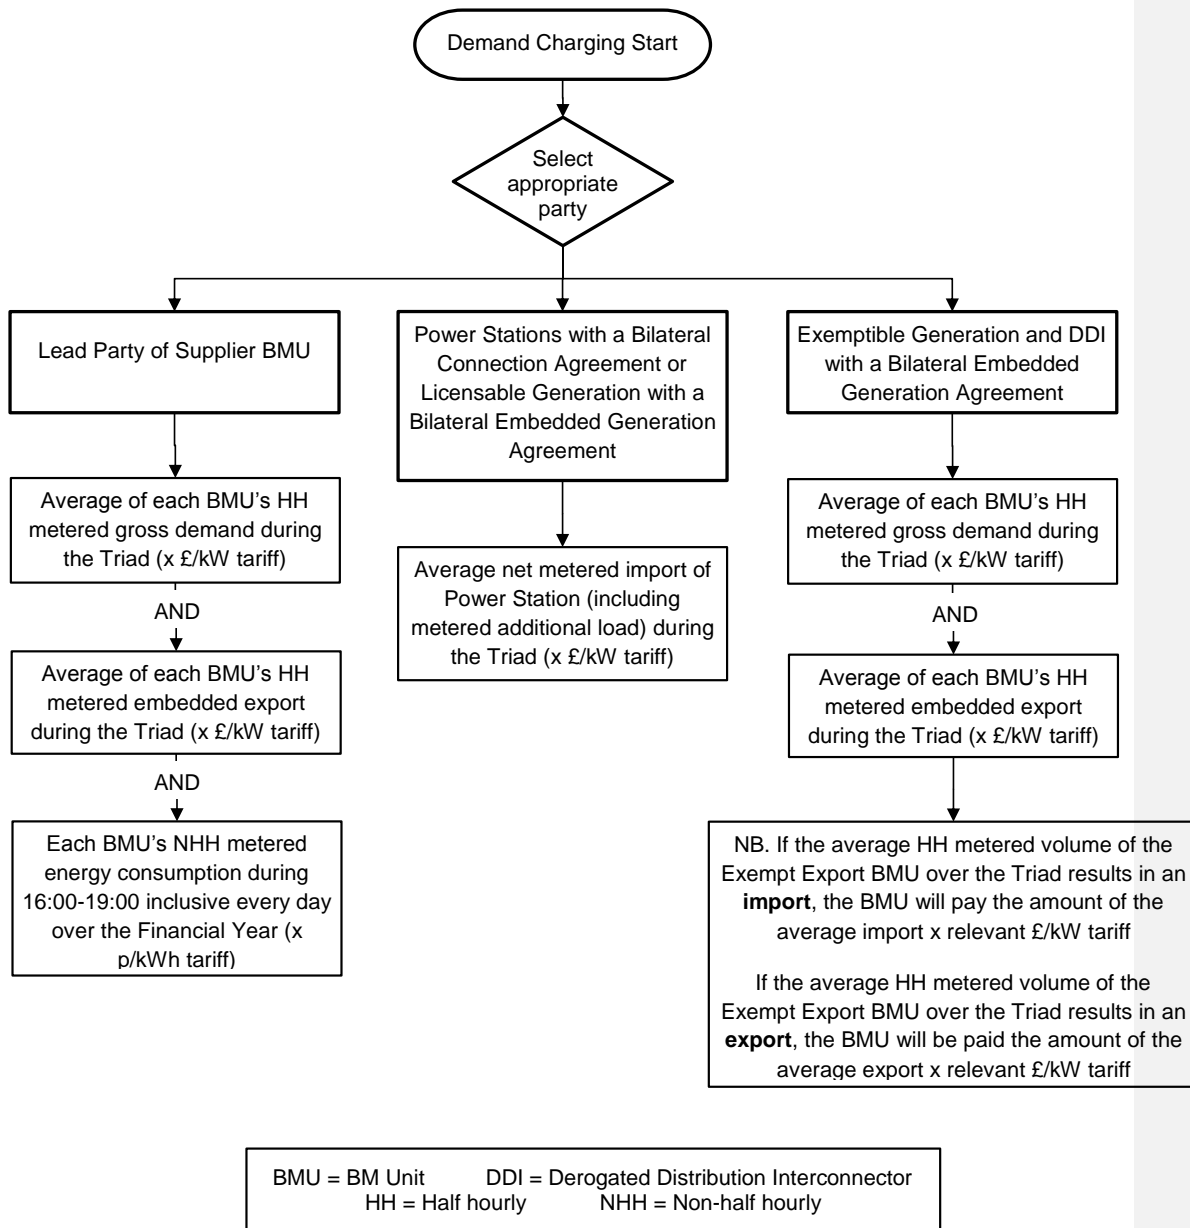 Demand Charging Start
Select
appropriate
party
Lead Party of Supplier BMU
Power Stations with a Bilateral
Connection Agreement or
Licensable Generation with a
Bilateral Embedded Generation
Agreement
Exemptible Generation and DDI
with a Bilateral Embedded
Generation Agreement
Average of each BMU's HH
metered gross demand during
the Triad (x £/kW tariff)
AND
Average of each BMU's HH
metered embedded export
during the Triad (x £/kW tariff)
AND
Each BMU's NHH metered
energy consumption during
16:00-19:00 inclusive every day
over the Financial Year (x
p/kWh tariff)
Average net metered import of
Power Station (including
metered additional load) during
the Triad (x £/kW tariff)
Average of each BMU's HH
metered gross demand during
the Triad (x £/kW tariff)
AND
Average of each BMU's HH
metered embedded export
during the Triad (x £/kW tariff)
NB. If the average HH metered volume of the
Exempt Export BMU over the Triad results in an
import, the BMU will pay the amount of the
average import x relevant £/kW tariff
If the average HH metered volume of the
Exempt Export BMU over the Triad results in an
export, the BMU will be paid the amount of the
average export x relevant £/kW tariff
BMU = BM Unit DDI = Derogated Distribution Interconnector
HH = Half hourly NHH = Non-half hourly